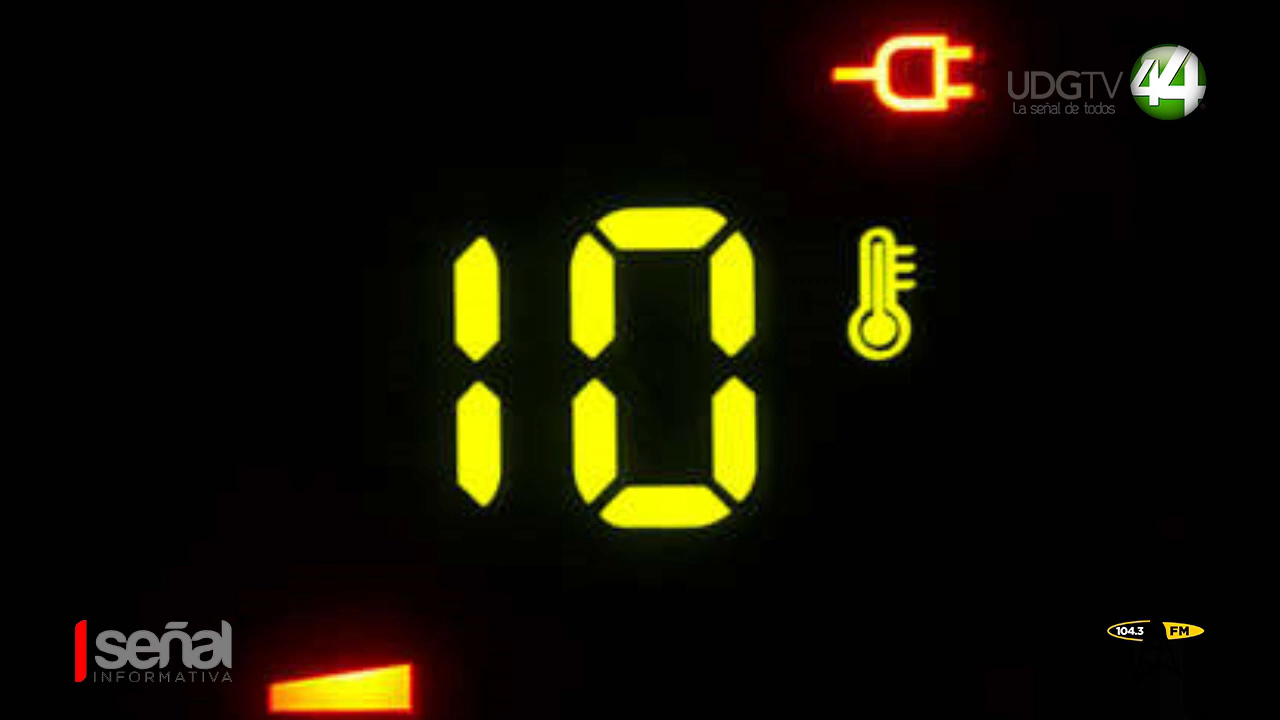 UDGTV 44
La señal de todos
10
señal
INFORMATIVA
104.3 FM